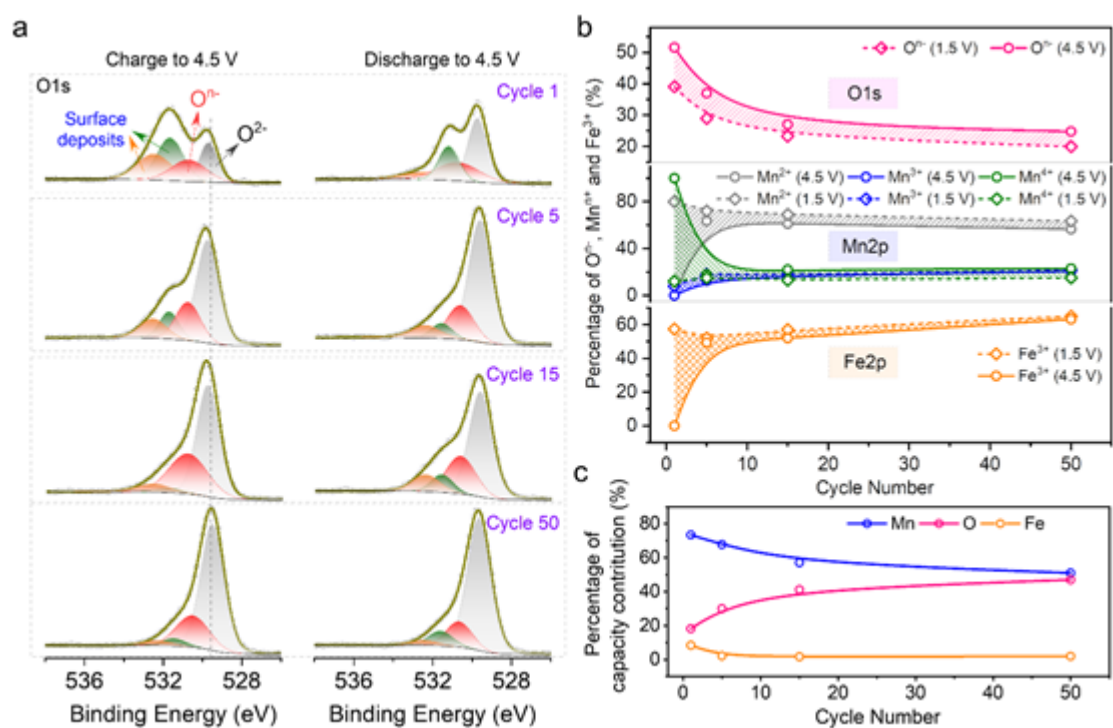 a
Charge to 4.5 V
Discharge to 4.5 V
O1s
Oⁿ⁻
Cycle 1
Surface
deposits
O²⁻
Cycle 5
Cycle 15
Cycle 50
536
532
528
536
532
528
Binding Energy (eV)
Binding Energy (eV)
b
Percentage of Oⁿ⁻, Mnⁿ⁺ and Fe³⁺ (%)
50
40
30
20
Oⁿ⁻ (1.5 V)
Oⁿ⁻ (4.5 V)
O1s
80
40
0
Mn²⁺ (4.5 V)
Mn³⁺ (4.5 V)
Mn⁴⁺ (4.5 V)
Mn²⁺ (1.5 V)
Mn³⁺ (1.5 V)
Mn⁴⁺ (1.5 V)
Mn2p
60
40
20
0
Fe2p
Fe³⁺ (1.5 V)
Fe³⁺ (4.5 V)
0
10
20
30
40
50
Cycle Number
c
Percentage of
capacity contritution (%)
80
60
40
20
0
Mn
O
Fe
0
10
20
30
40
50
Cycle Number